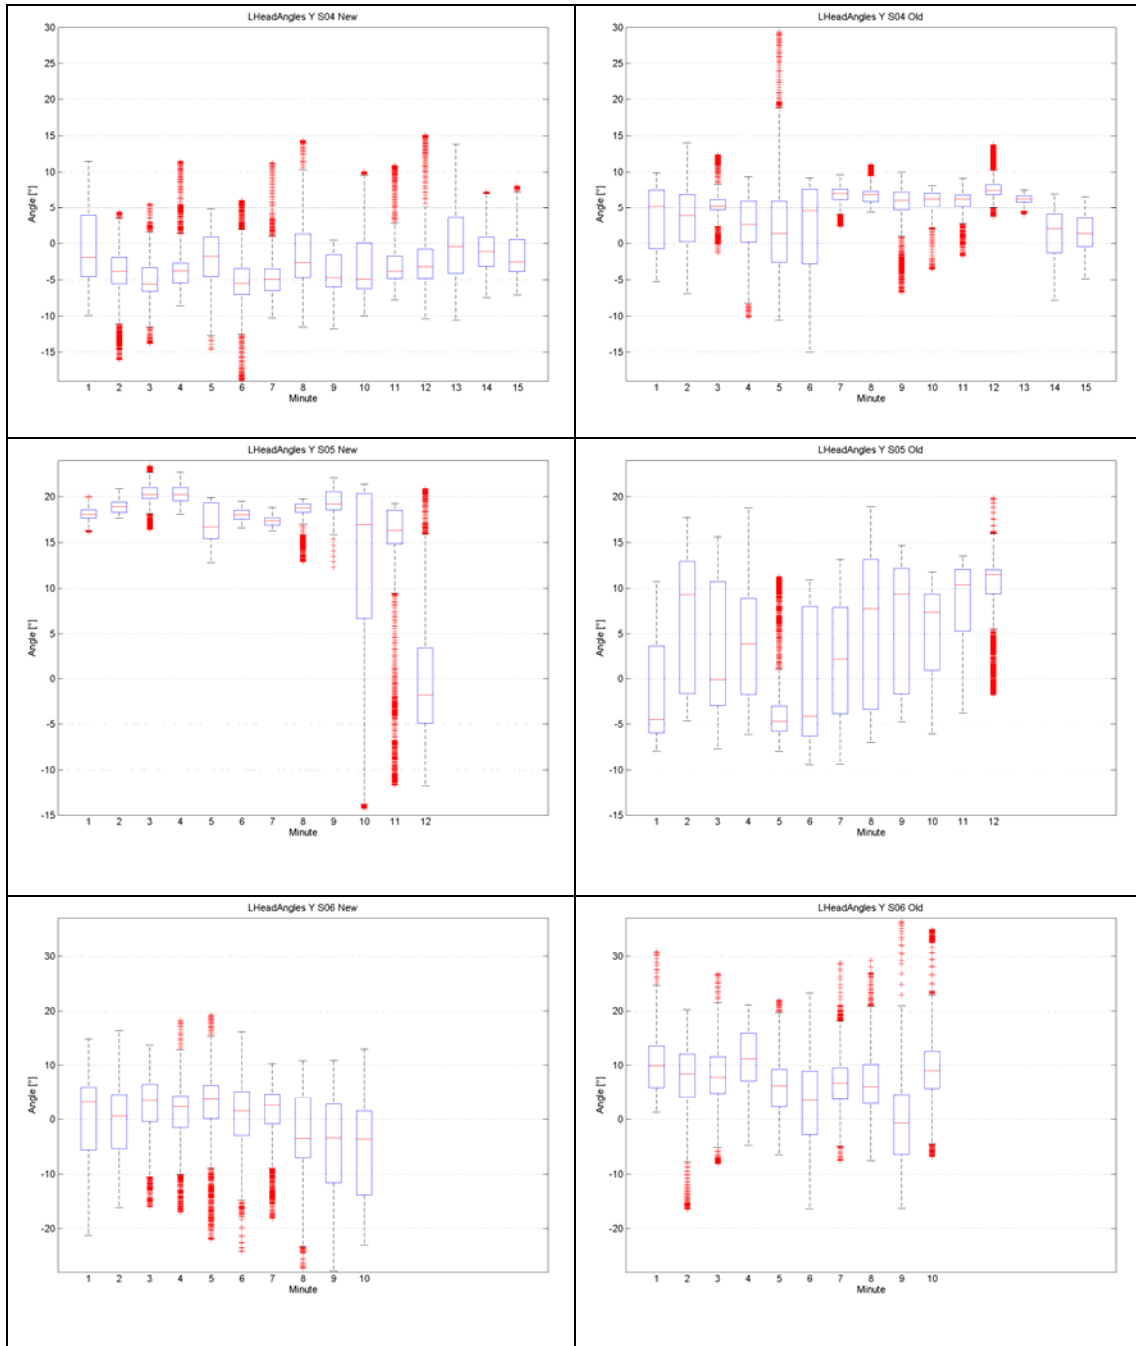 LHeadAngles Y S04 New
30
25
20
15
10
5
0
-5
-10
-15
Angle [°]
1 2 3 4 5 6 7 8 9 10 11 12 13 14 15
Minute
LHeadAngles Y S04 Old
30
25
20
15
10
5
0
-5
-10
-15
Angle [°]
1 2 3 4 5 6 7 8 9 10 11 12 13 14 15
Minute
LHeadAngles Y S05 New
20
15
10
5
0
-5
-10
-15
Angle [°]
1 2 3 4 5 6 7 8 9 10 11 12
Minute
LHeadAngles Y S05 Old
20
15
10
5
0
-5
-10
-15
Angle [°]
1 2 3 4 5 6 7 8 9 10 11 12
Minute
LHeadAngles Y S06 New
30
20
10
0
-10
-20
Angle [°]
1 2 3 4 5 6 7 8 9 10
Minute
LHeadAngles Y S06 Old
30
20
10
0
-10
-20
Angle [°]
1 2 3 4 5 6 7 8 9 10
Minute